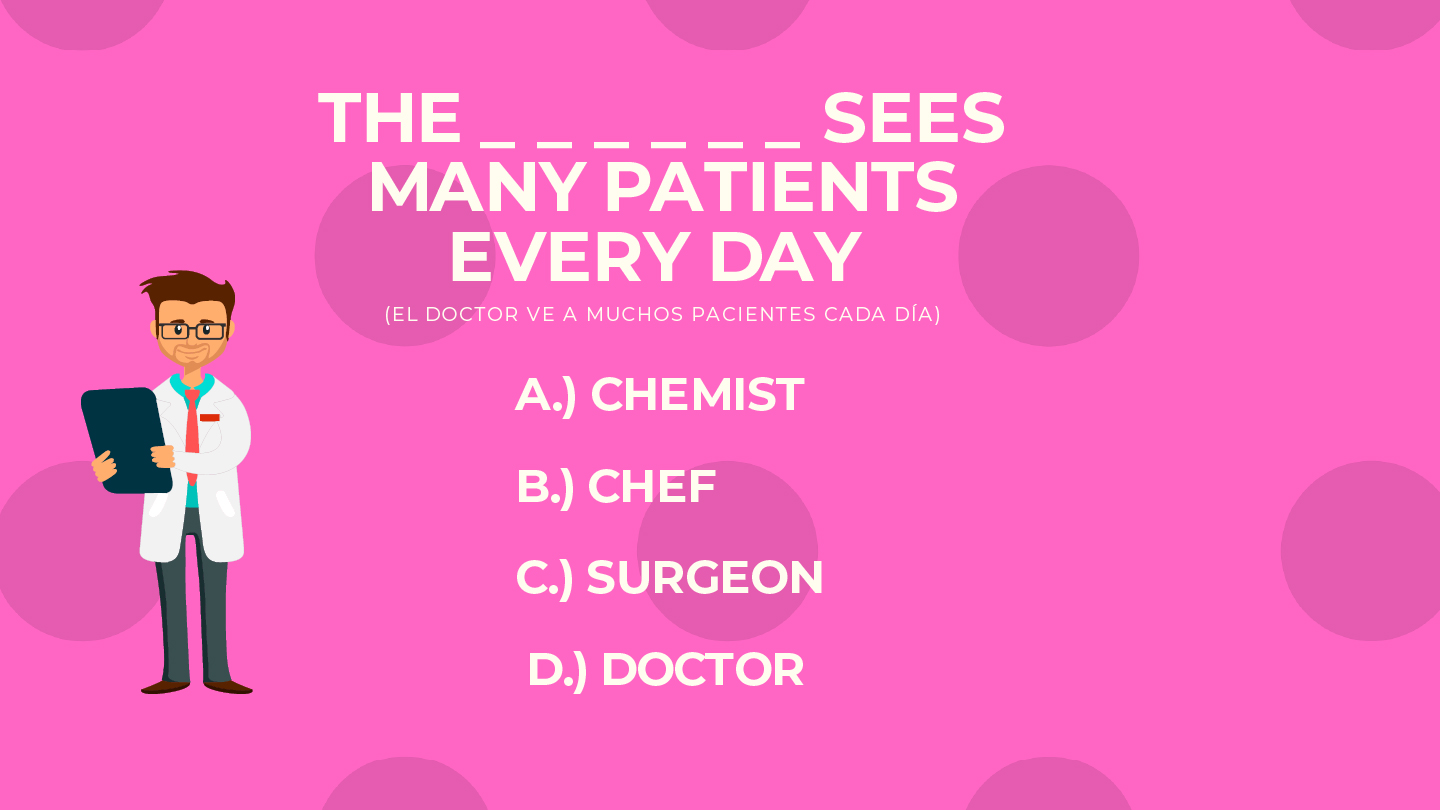 THE _ _ _ _ _ _ SEES
MANY PATIENTS
EVERY DAY
(EL DOCTOR VE A MUCHOS PACIENTES CADA DÍA)
A.) CHEMIST
B.) CHEF
C.) SURGEON
D.) DOCTOR